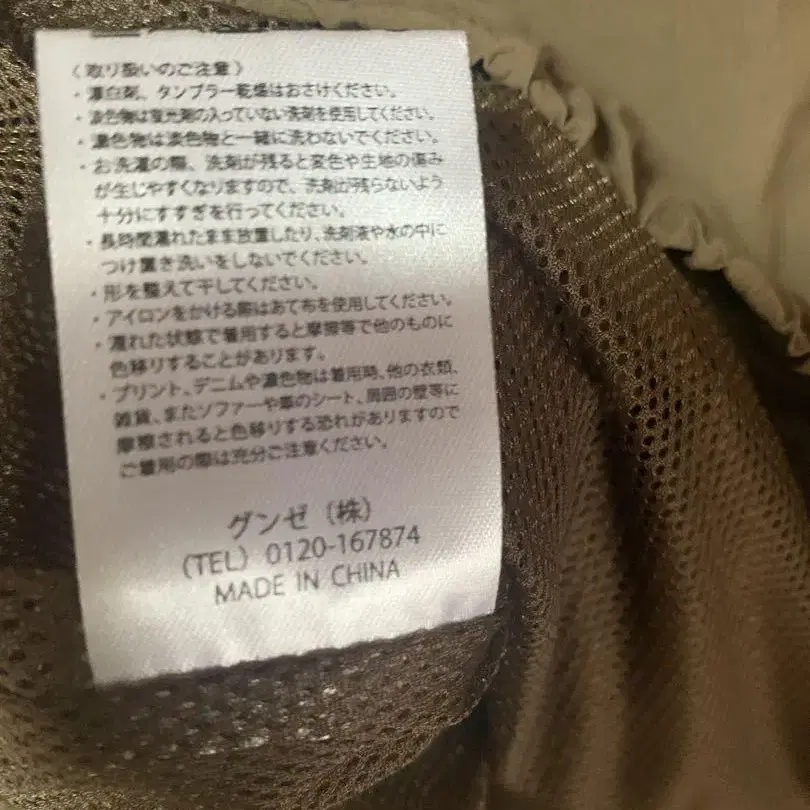 〈取り扱いのご注意〉
・漂白剤、タンブラー乾燥はおさけください。
・淡色物は蛍光剤の入っていない洗剤を使用してください。
・濃色物は淡色物と一緒に洗わないでください。
・お洗濯の際、洗剤が残ると変色や生地の傷み
が生じやすくなりますので、洗剤が残らないよう
十分にすすぎを行ってください。
・長時間濡れたまま放置したり、洗剤液や水の中に
つけ置き洗いをしないでください。
・形を整えて干してください。
・アイロンをかける際はあて布を使用してください。
・濡れた状態で着用すると摩擦等で他のものに
色移りすることがあります。
・プリント、デニムや濃色物は着用時、他の衣類、
雑貨、またソファーや車のシート、周囲の壁等に
摩擦されると色移りする恐れがありますので
ご着用の際は充分ご注意ください。
グンゼ（株）
（TEL）0120-167874
MADE IN CHINA